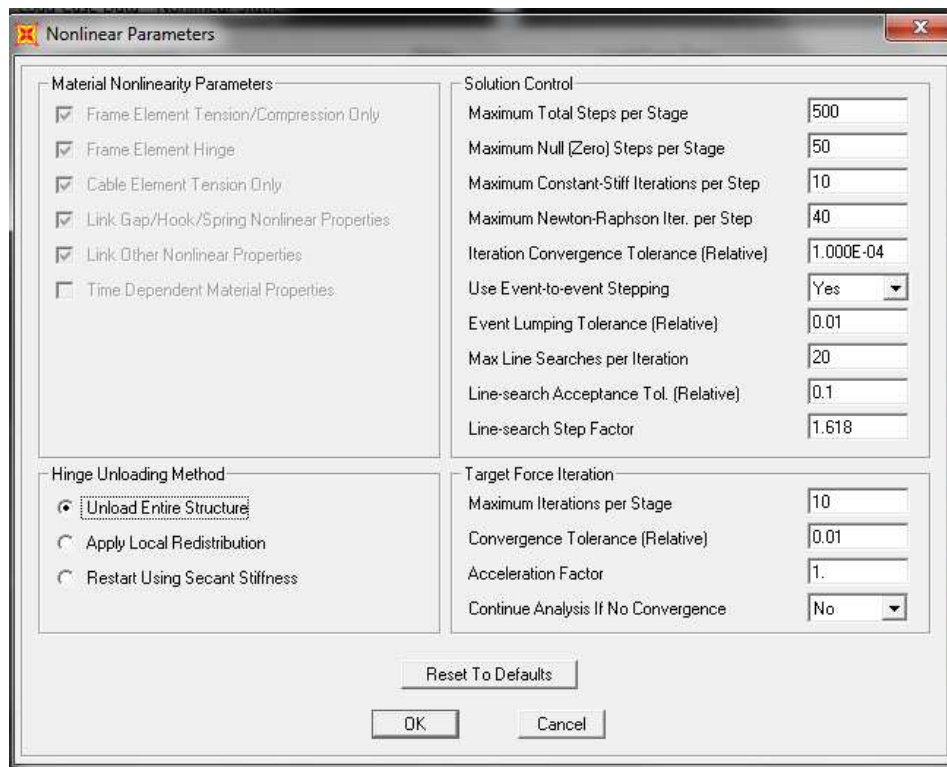 Nonlinear Parameters
Material Nonlinearity Parameters
Frame Element Tension/Compression Only
Frame Element Hinge
Cable Element Tension Only
Link Gap/Hook/Spring Nonlinear Properties
Link Other Nonlinear Properties
Time Dependent Material Properties
Solution Control
Maximum Total Steps per Stage 500
Maximum Null (Zero) Steps per Stage 50
Maximum Constant-Stiff Iterations per Step 10
Maximum Newton-Raphson Iter. per Step 40
Iteration Convergence Tolerance (Relative) 1.000E-04
Use Event-to-event Stepping Yes
Event Lumping Tolerance (Relative) 0.01
Max Line Searches per Iteration 20
Line-search Acceptance Tol. (Relative) 0.1
Line-search Step Factor 1.618
Hinge Unloading Method
Unload Entire Structure
Apply Local Redistribution
Restart Using Secant Stiffness
Target Force Iteration
Maximum Iterations per Stage 10
Convergence Tolerance (Relative) 0.01
Acceleration Factor 1.
Continue Analysis If No Convergence No
Reset To Defaults
OK Cancel